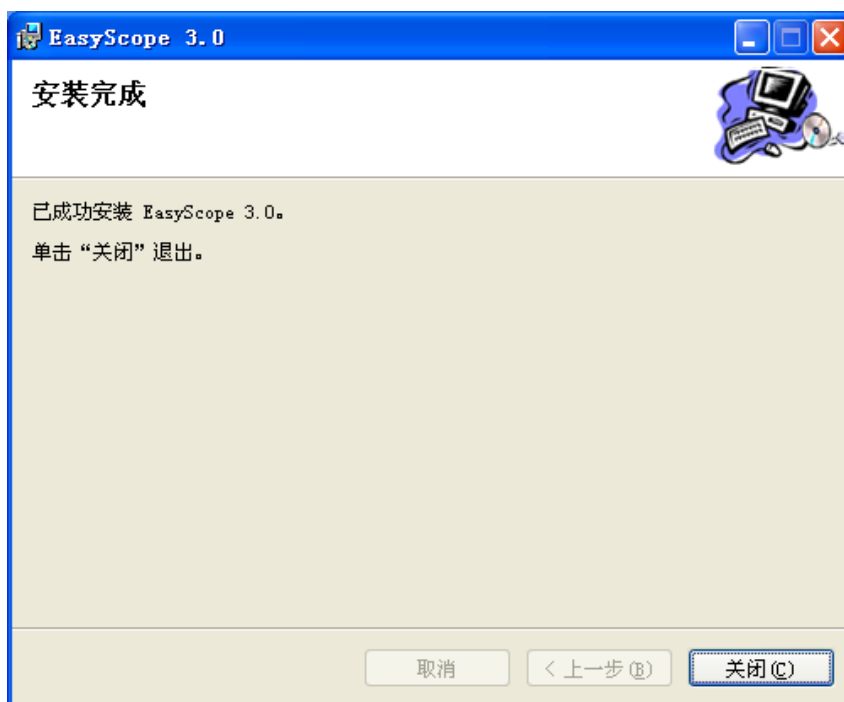 EasyScope 3.0
安装完成
已成功安装 EasyScope 3.0。
单击“关闭”退出。
取消
< 上一步(B)
关闭(C)